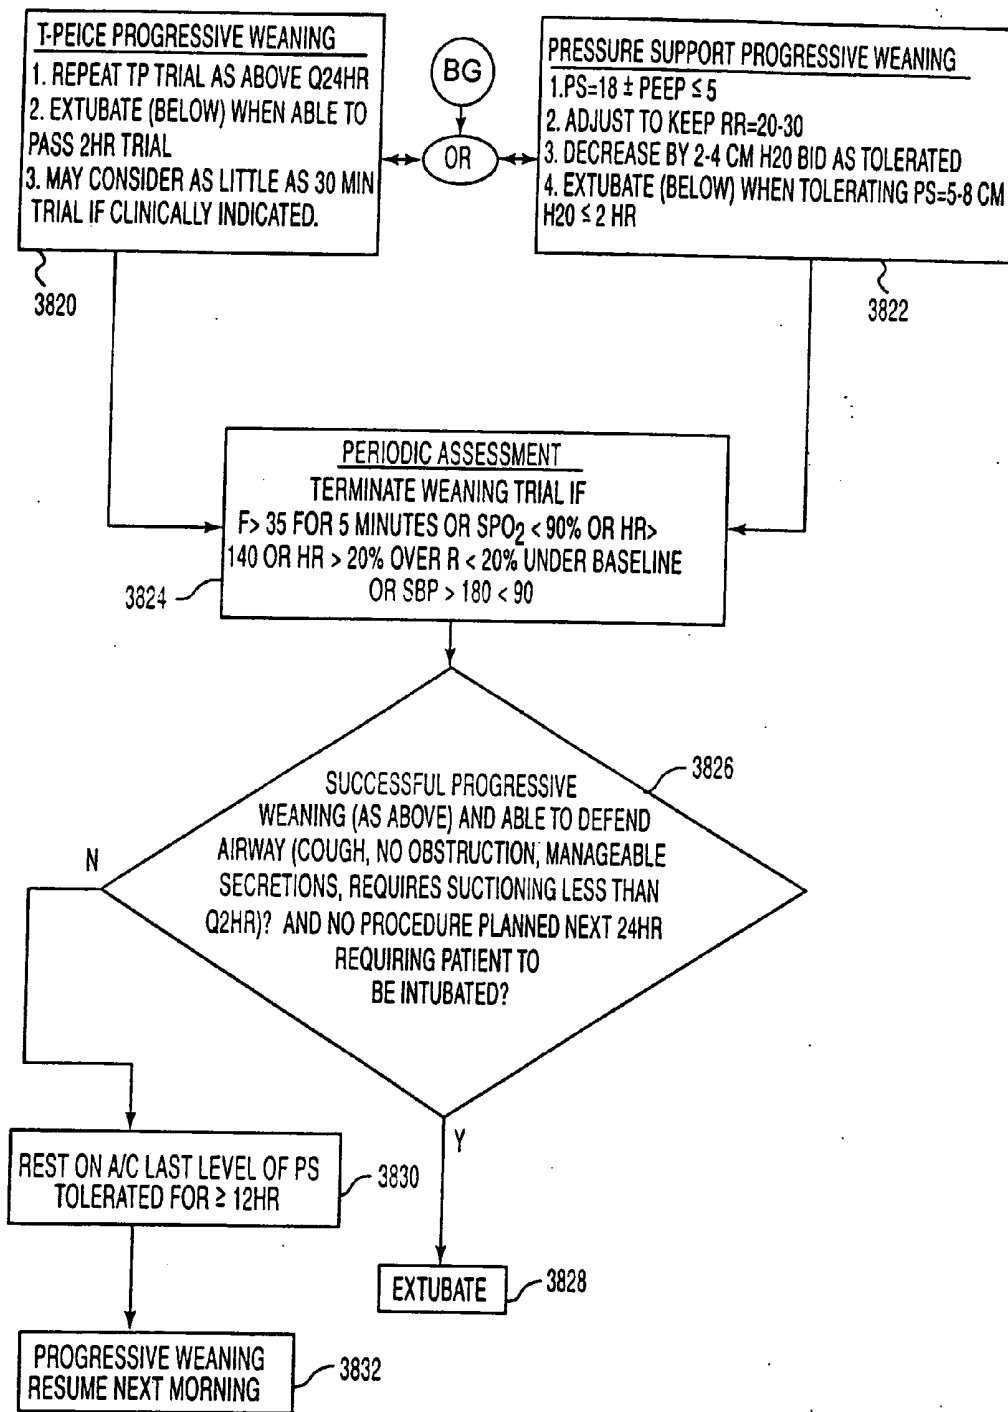 T-PEICE PROGRESSIVE WEANING
1. REPEAT TP TRIAL AS ABOVE Q24HR
2. EXTUBATE (BELOW) WHEN ABLE TO
PASS 2HR TRIAL
3. MAY CONSIDER AS LITTLE AS 30 MIN
TRIAL IF CLINICALLY INDICATED.
3820
BG
OR
PRESSURE SUPPORT PROGRESSIVE WEANING
1.PS=18 ± PEEP ≤ 5
2. ADJUST TO KEEP RR=20-30
3. DECREASE BY 2-4 CM H20 BID AS TOLERATED
4. EXTUBATE (BELOW) WHEN TOLERATING PS=5-8 CM
H20 ≤ 2 HR
3822
PERIODIC ASSESSMENT
TERMINATE WEANING TRIAL IF
F> 35 FOR 5 MINUTES OR SPO₂ < 90% OR HR>
140 OR HR > 20% OVER R < 20% UNDER BASELINE
OR SBP > 180 < 90
3824
SUCCESSFUL PROGRESSIVE
WEANING (AS ABOVE) AND ABLE TO DEFEND
AIRWAY (COUGH, NO OBSTRUCTION, MANAGEABLE
SECRETIONS, REQUIRES SUCTIONING LESS THAN
Q2HR)? AND NO PROCEDURE PLANNED NEXT 24HR
REQUIRING PATIENT TO
BE INTUBATED?
3826
N
Y
REST ON A/C LAST LEVEL OF PS
TOLERATED FOR ≥ 12HR
3830
EXTUBATE
3828
PROGRESSIVE WEANING
RESUME NEXT MORNING
3832